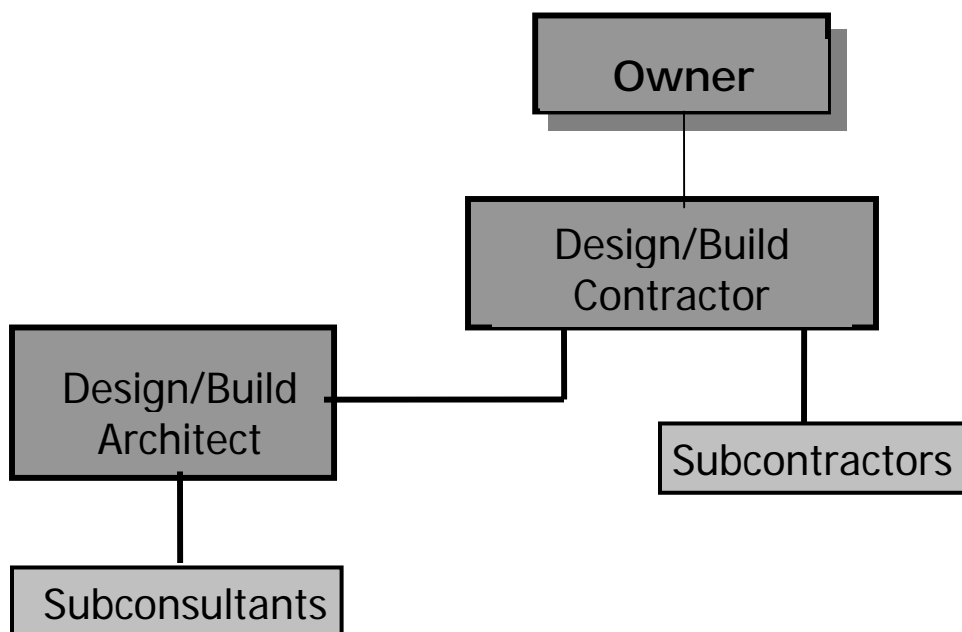 Owner
Design/Build
Contractor
Design/Build
Architect
Subcontractors
Subconsultants